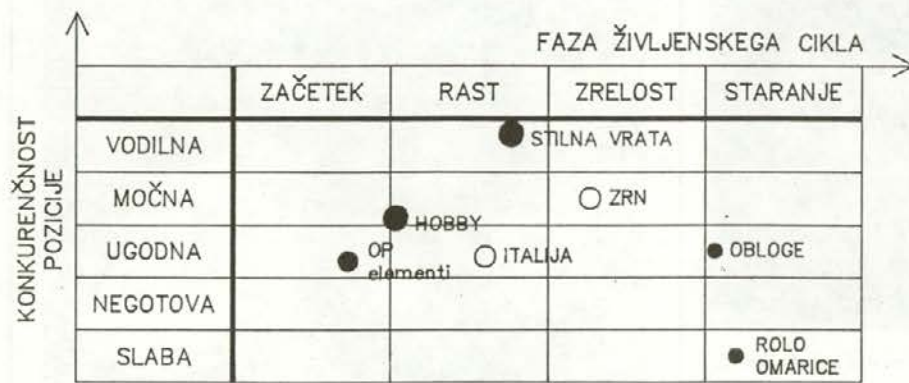 FAZA ŽIVLJENSKEGA CIKLA
ZAČETEK RAST ZRELOST STARANJE
KONKURENČNOST
POZICIJE
VODILNA
STILNA VRATA
MOČNA
ZRN
HOBBY
UGODNA
OP
elementi
ITALIJA
OBLOGE
NEGOTOVA
SLABA
ROLO
OMARICE